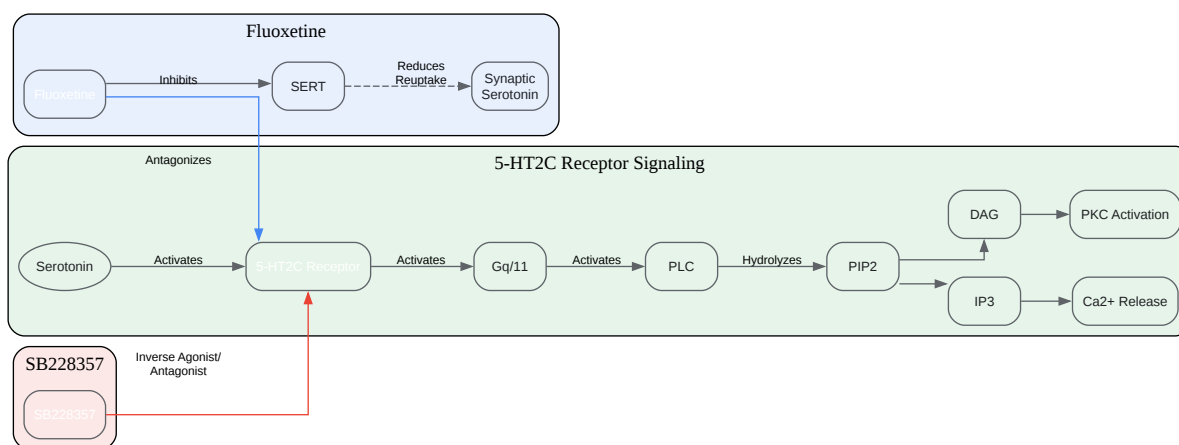 Fluoxetine
Fluoxetine
Inhibits
SERT
Reduces
Reuptake
Synaptic
Serotonin
Antagonizes
5-HT2C Receptor Signaling
Serotonin
Activates
5-HT2C Receptor
Activates
Gq/11
Activates
PLC
Hydrolyzes
PIP2
DAG
PKC Activation
IP3
Ca2+ Release
SB228357
Inverse Agonist/
Antagonist
SB228357